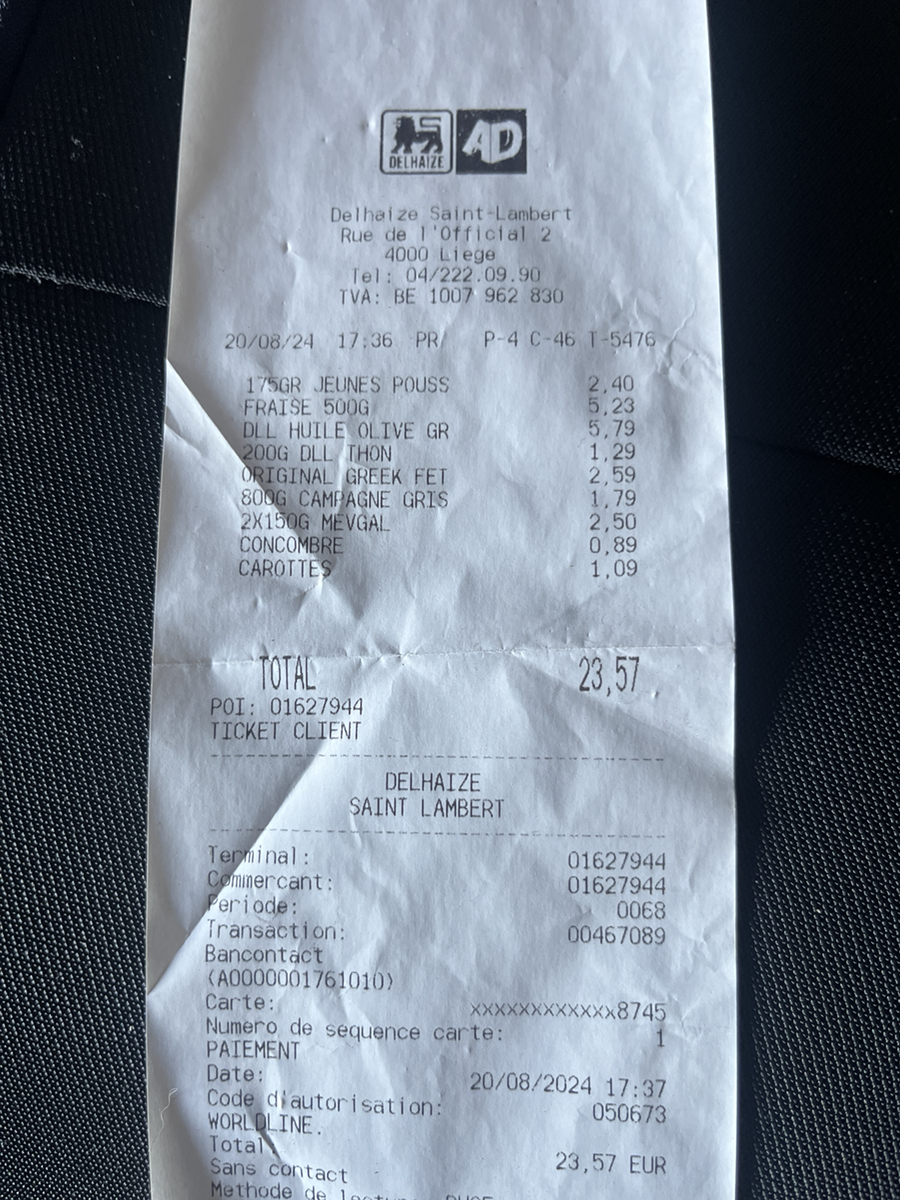 DELHAIZE AD
Delhaize Saint-Lambert
Rue de l'Official 2
4000 Liege
Tel: 04/222.09.90
TVA: BE 1007 962 830
20/08/24 17:36 PR/ P-4 C-46 T-5476
175GR JEUNES POUSS 2,40
FRAISE 500G 5,23
DLL HUILE OLIVE GR 5,79
200G DLL THON 1,29
ORIGINAL GREEK FET 2,59
800G CAMPAGNE GRIS 1,79
2X150G MEVGAL 2,50
CONCOMBRE 0,89
CAROTTES 1,09
TOTAL 23,57
POI: 01627944
TICKET CLIENT
DELHAIZE
SAINT LAMBERT
Terminal: 01627944
Commercant: 01627944
Periode: 0068
Transaction: 00467089
Bancontact
(A0000001761010)
Carte: xxxxxxxxxxxxx8745
Numero de sequence carte: 1
PAIEMENT
Date: 20/08/2024 17:37
Code d'autorisation: 050673
WORLDLINE.
Total: 23,57 EUR
Sans contact
Methode de